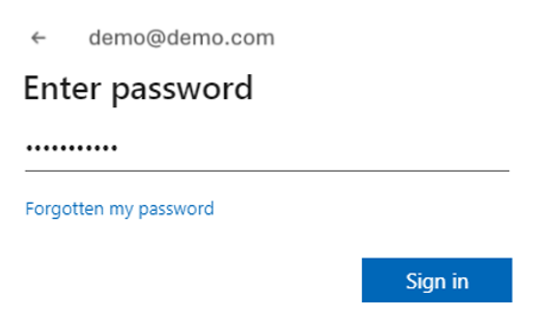 demo@demo.com
Enter password
•••••••••••
Forgotten my password
Sign in